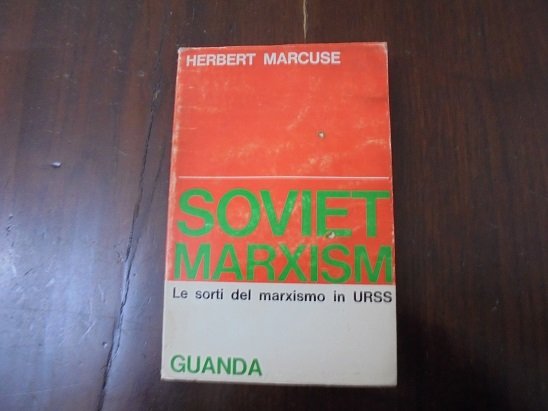 HERBERT MARCUSE
SOVIET
MARXISM
Le sorti del marxismo in URSS
GUANDA